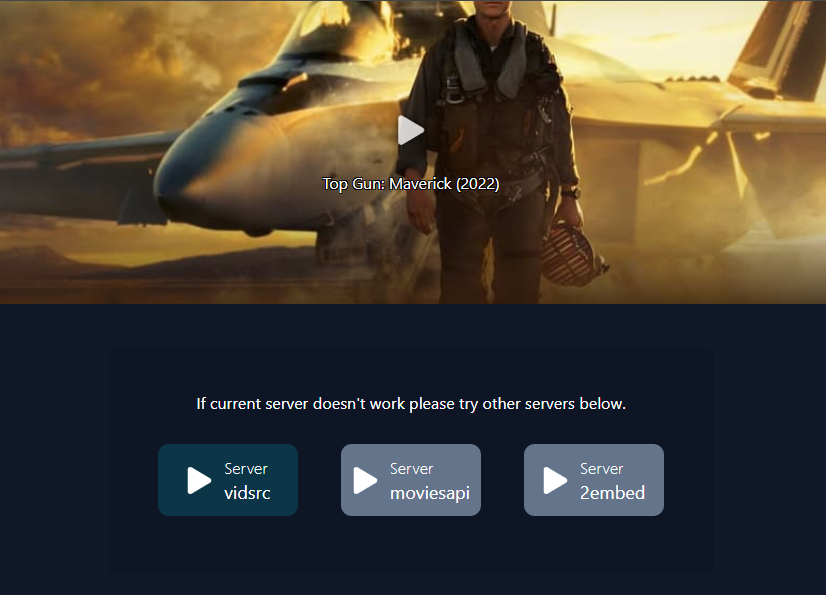 Top Gun: Maverick (2022)
If current server doesn't work please try other servers below.
Server
vidsrc
Server
moviesapi
Server
2embed